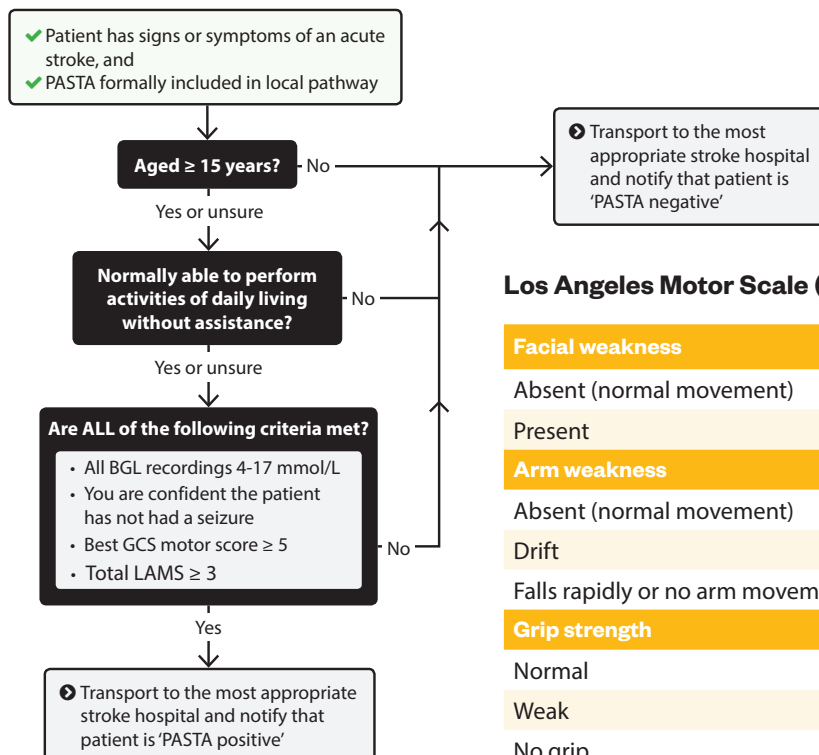 Patient has signs or symptoms of an acute
stroke, and
PASTA formally included in local pathway
Aged ≥ 15 years?
No
Transport to the most
appropriate stroke hospital
and notify that patient is
‘PASTA negative’
Yes or unsure
Normally able to perform
activities of daily living
without assistance?
No
Yes or unsure
Are ALL of the following criteria met?
• All BGL recordings 4-17 mmol/L
• You are confident the patient
has not had a seizure
• Best GCS motor score ≥ 5
• Total LAMS ≥ 3
No
Yes
Transport to the most appropriate
stroke hospital and notify that
patient is ‘PASTA positive’
Los Angeles Motor Scale (
Facial weakness
Absent (normal movement)
Present
Arm weakness
Absent (normal movement)
Drift
Falls rapidly or no arm movem
Grip strength
Normal
Weak
No grip